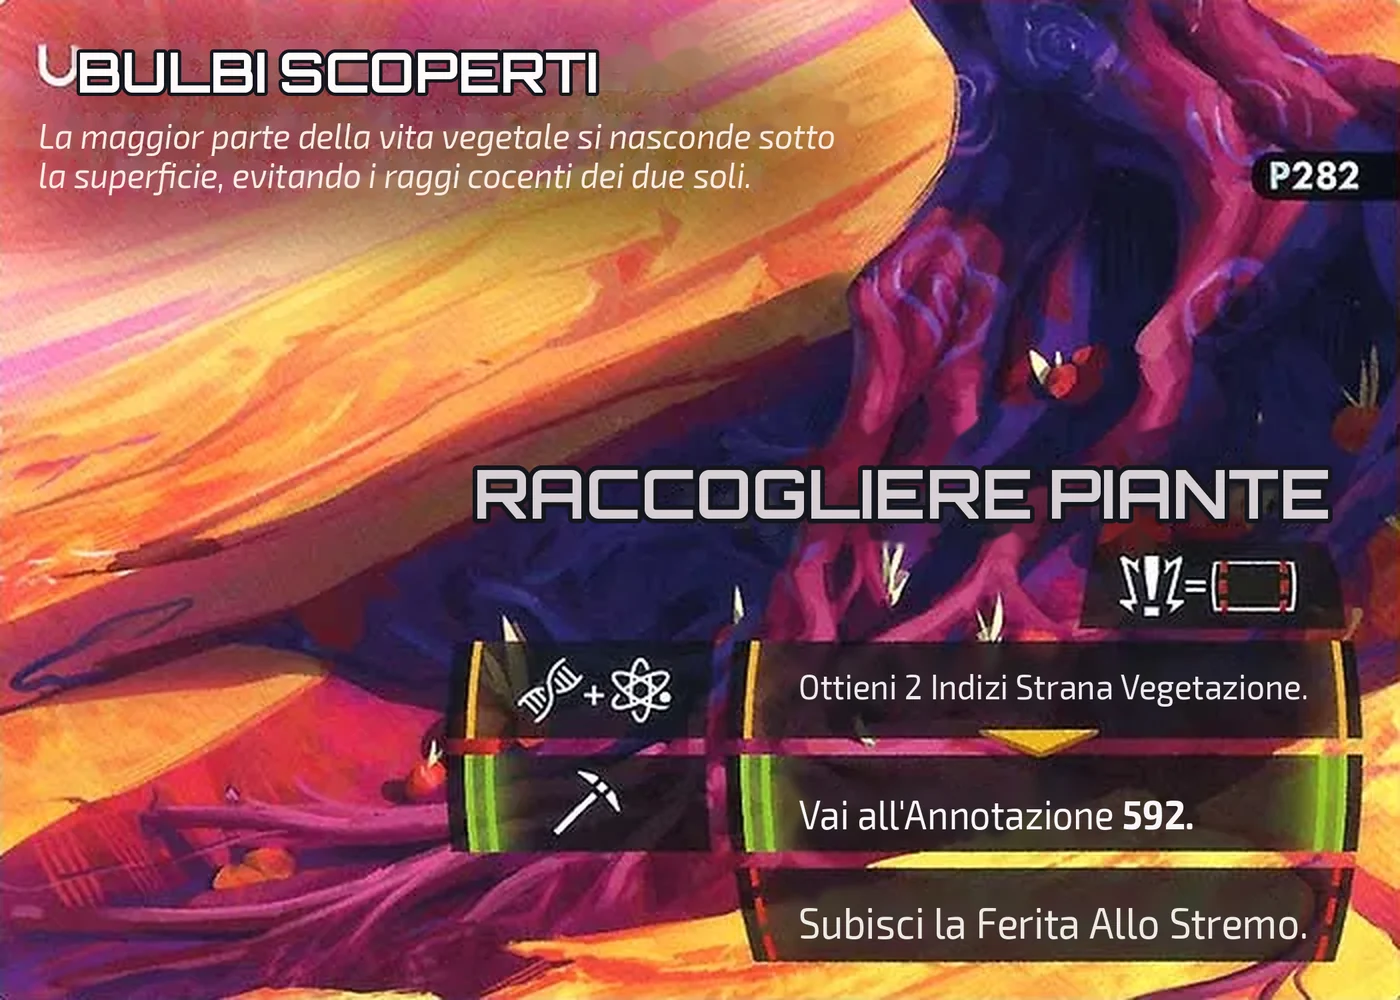 BULBI SCOPERTI
La maggior parte della vita vegetale si nasconde sotto
la superficie, evitando i raggi cocenti dei due soli.
P282
RACCOGLIERE PIANTE
!=
+
Ottieni 2 Indizi Strana Vegetazione.
Vai all'Annotazione 592.
Subisci la Ferita Allo Stremo.